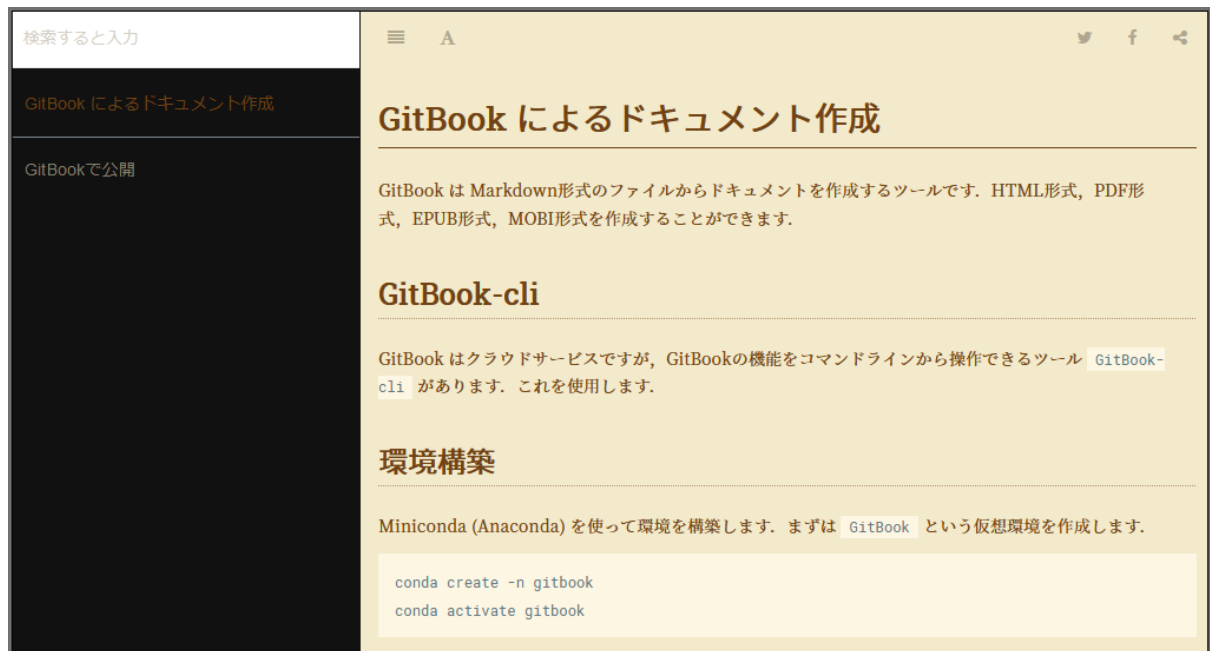 検索すると入力
A
GitBook によるドキュメント作成
GitBookで公開
GitBook によるドキュメント作成
GitBook は Markdown形式のファイルからドキュメントを作成するツールです．HTML形式，PDF形
式，EPUB形式，MOBI形式を作成することができます．
GitBook-cli
GitBook はクラウドサービスですが，GitBookの機能をコマンドラインから操作できるツール GitBook-
cli があります．これを使用します．
環境構築
Miniconda (Anaconda) を使って環境を構築します．まずは GitBook という仮想環境を作成します．
conda create -n gitbook
conda activate gitbook